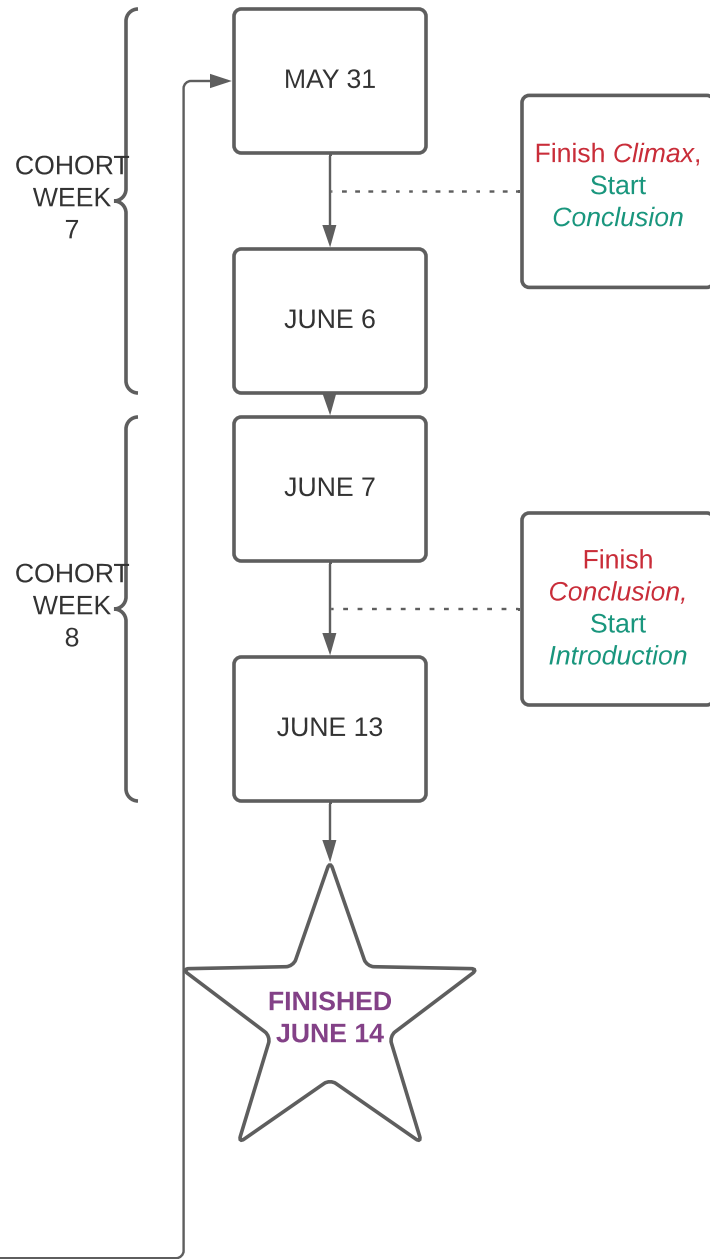 MAY 31
COHORT
WEEK
7
Finish Climax,
Start
Conclusion
JUNE 6
JUNE 7
COHORT
WEEK
8
Finish
Conclusion,
Start
Introduction
JUNE 13
FINISHED
JUNE 14